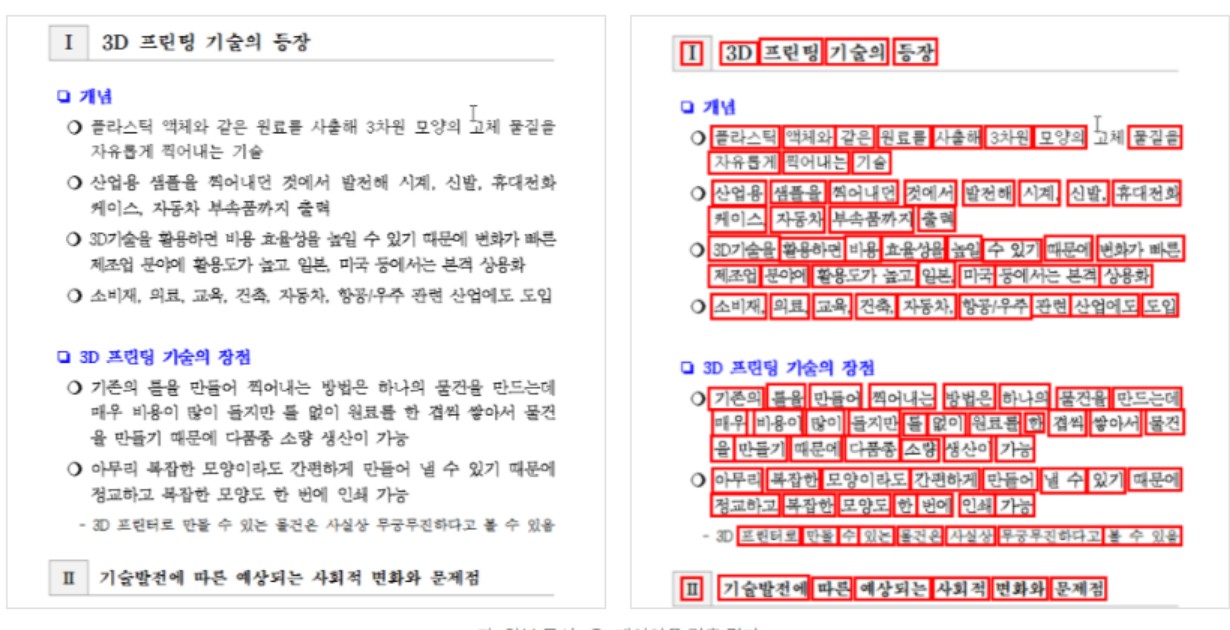 I 3D 프린팅 기술의 등장
❏ 개념
❍ 플라스틱 액체와 같은 원료를 사출해 3차원 모양의 고체 물질을
자유롭게 찍어내는 기술
❍ 산업용 샘플을 찍어내던 것에서 발전해 시계, 신발, 휴대전화
케이스, 자동차 부속품까지 출력
❍ 3D기술을 활용하면 비용 효율성을 높일 수 있기 때문에 변화가 빠른
제조업 분야에 활용도가 높고 일본, 미국 등에서는 본격 상용화
❍ 소비재, 의료, 교육, 건축, 자동차, 항공/우주 관련 산업에도 도입
❏ 3D 프린팅 기술의 장점
❍ 기존의 틀을 만들어 찍어내는 방법은 하나의 물건을 만드는데
매우 비용이 많이 들지만 틀 없이 원료를 한 겹씩 쌓아서 물건
을 만들기 때문에 다품종 소량 생산이 가능
❍ 아무리 복잡한 모양이라도 간편하게 만들어 낼 수 있기 때문에
정교하고 복잡한 모양도 한 번에 인쇄 가능
- 3D 프린터로 만들 수 있는 물건은 사실상 무궁무진하다고 볼 수 있음
II 기술발전에 따른 예상되는 사회적 변화와 문제점
I 3D 프린팅 기술의 등장
❏ 개념
❍ 플라스틱 액체와 같은 원료를 사출해 3차원 모양의 고체 물질을
자유롭게 찍어내는 기술
❍ 산업용 샘플을 찍어내던 것에서 발전해 시계, 신발, 휴대전화
케이스, 자동차 부속품까지 출력
❍ 3D기술을 활용하면 비용 효율성을 높일 수 있기 때문에 변화가 빠른
제조업 분야에 활용도가 높고 일본, 미국 등에서는 본격 상용화
❍ 소비재, 의료, 교육, 건축, 자동차, 항공/우주 관련 산업에도 도입
❏ 3D 프린팅 기술의 장점
❍ 기존의 틀을 만들어 찍어내는 방법은 하나의 물건을 만드는데
매우 비용이 많이 들지만 틀 없이 원료를 한 겹씩 쌓아서 물건
을 만들기 때문에 다품종 소량 생산이 가능
❍ 아무리 복잡한 모양이라도 간편하게 만들어 낼 수 있기 때문에
정교하고 복잡한 모양도 한 번에 인쇄 가능
- 3D 프린터로 만들 수 있는 물건은 사실상 무궁무진하다고 볼 수 있음
II 기술발전에 따른 예상되는 사회적 변화와 문제점